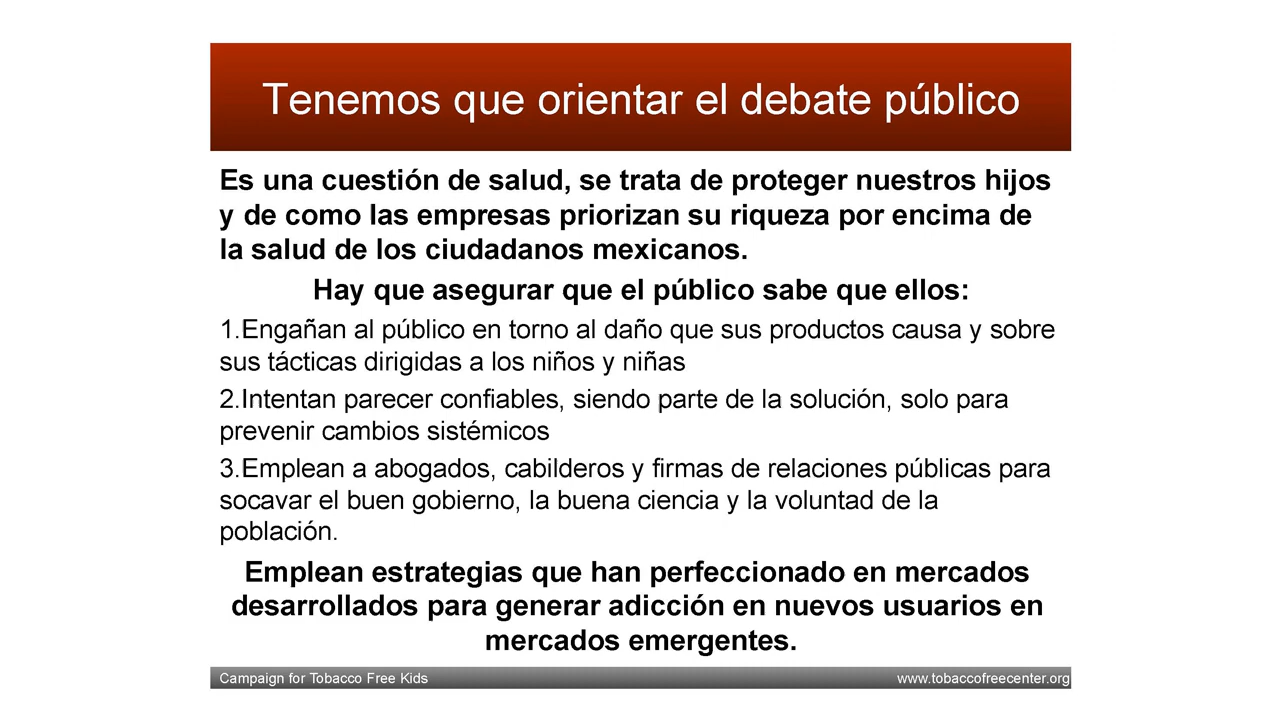 Tenemos que orientar el debate público
Es una cuestión de salud, se trata de proteger nuestros hijos
y de como las empresas priorizan su riqueza por encima de
la salud de los ciudadanos mexicanos.
Hay que asegurar que el público sabe que ellos:
1.Engañan al público en torno al daño que sus productos causa y sobre
sus tácticas dirigidas a los niños y niñas
2.Intentan parecer confiables, siendo parte de la solución, solo para
prevenir cambios sistémicos
3.Emplean a abogados, cabilderos y firmas de relaciones públicas para
socavar el buen gobierno, la buena ciencia y la voluntad de la
población.
Emplean estrategias que han perfeccionado en mercados
desarrollados para generar adicción en nuevos usuarios en
mercados emergentes.
Campaign for Tobacco Free Kids
www.tobaccofreecenter.org